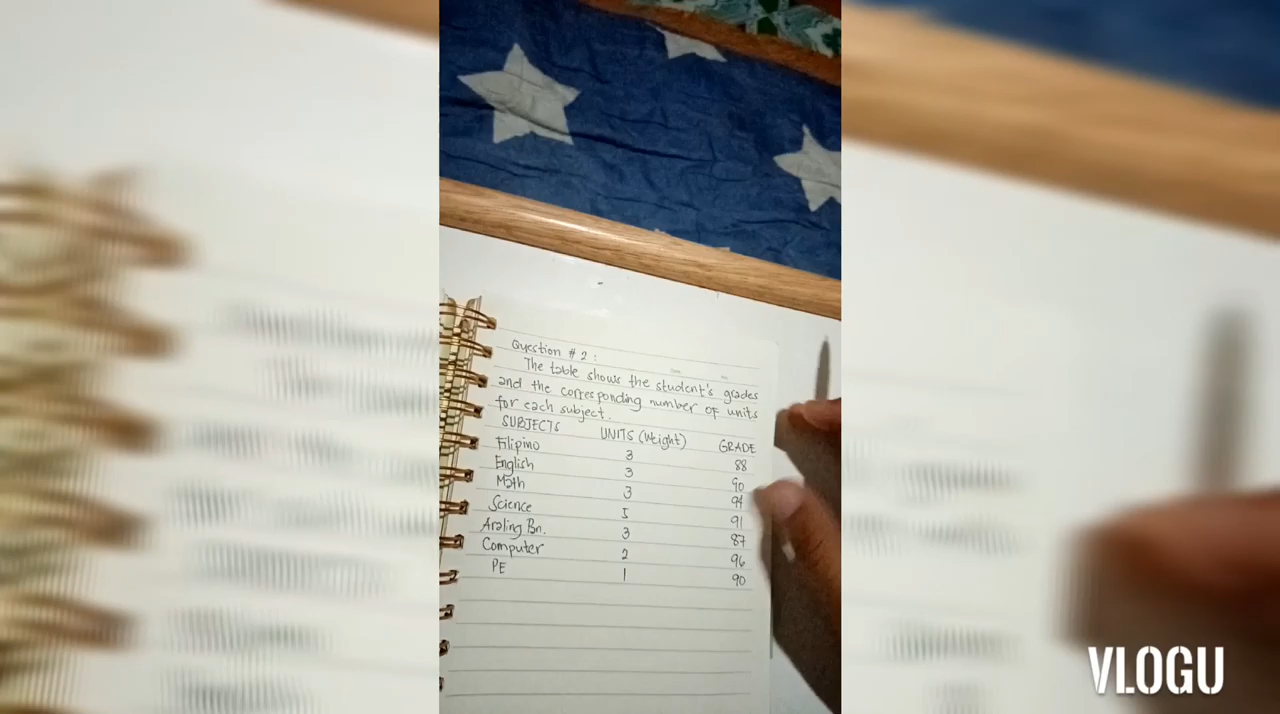 Question # 2 :
The table shows the student's grades
and the corresponding number of units
for each subject.
SUBJECTS UNITS (Weight) GRADE
Filipino 3 88
English 3 90
Math 3 94
Science 5 91
Araling Pan. 3 87
Computer 2 96
PE 1 90
VLOGU